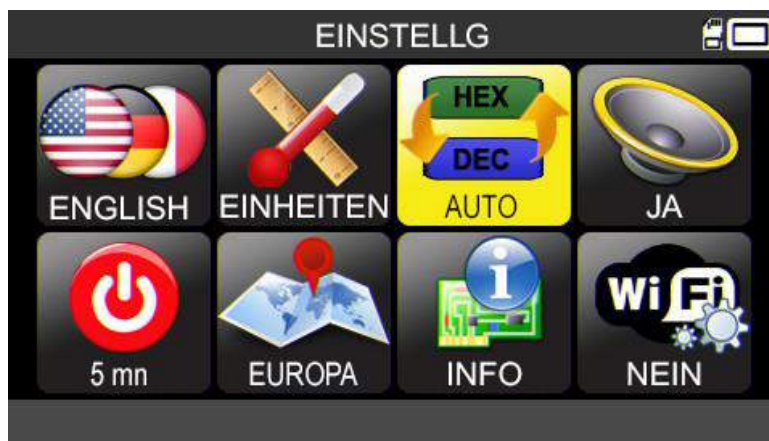 EINSTELLG
HEX
DEC
ENGLISH EINHEITEN AUTO JA
i
Wi Fi
5 mn EUROPA INFO NEIN